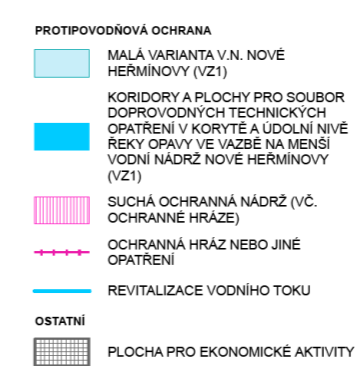 PROTIPOVODŇOVÁ OCHRANA
MALÁ VARIANTA V.N. NOVÉ
HEŘMÍNOVY (VZ1)
KORIDORY A PLOCHY PRO SOUBOR
DOPROVODNÝCH TECHNICKÝCH
OPATŘENÍ V KORYTĚ A ÚDOLNÍ NIVĚ
ŘEKY OPAVY VE VAZBĚ NA MENŠÍ
VODNÍ NÁDRŽ NOVÉ HEŘMÍNOVY
(VZ1)
SUCHÁ OCHRANNÁ NÁDRŽ (VČ.
OCHRANNÉ HRÁZE)
OCHRANNÁ HRÁZ NEBO JINÉ
OPATŘENÍ
REVITALIZACE VODNÍHO TOKU
OSTATNÍ
PLOCHA PRO EKONOMICKÉ AKTIVITY